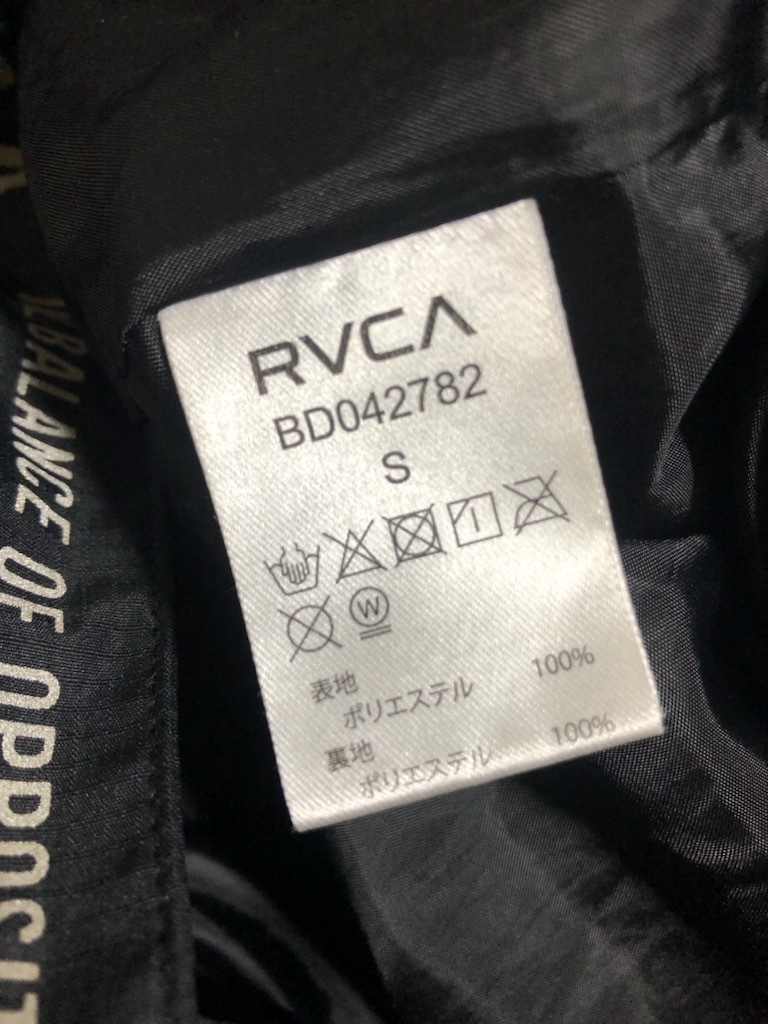 RVCA
BD042782
S
W
表地
ポリエステル 100%
裏地
ポリエステル 100%
BALANCE OF OPPOSIT